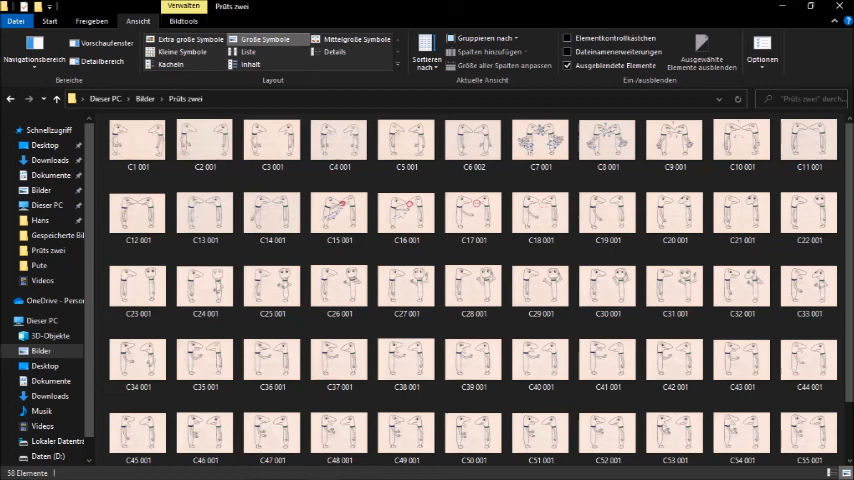 Verwalten
Prüts zwei
Datei
Start
Freigeben
Ansicht
Bildtools
Navigationsbereich
Vorschaufenster
Detailbereich
Bereiche
Extra große Symbole
Große Symbole
Mittelgroße Symbole
Kleine Symbole
Liste
Details
Kacheln
Inhalt
Layout
Sortieren nach
Gruppieren nach
Spalten hinzufügen
Größe aller Spalten anpassen
Aktuelle Ansicht
Elementkontrollkästchen
Dateinamenerweiterungen
Ausgeblendete Elemente
Ausgewählte Elemente ausblenden
Ein-/ausblenden
Optionen
Dieser PC
Bilder
Prüts zwei
"Prüts zwei" durch...
Schnellzugriff
Desktop
Downloads
Dokumente
Bilder
Dieser PC
Hans
Gespeicherte Bil
Prüts zwei
Pute
Videos
OneDrive - Person
Dieser PC
3D-Objekte
Bilder
Desktop
Dokumente
Downloads
Musik
Videos
Lokaler Datentra
Daten (D:)
C1 001 C2 001 C3 001 C4 001 C5 001 C6 002 C7 001 C8 001 C9 001 C10 001 C11 001
C12 001 C13 001 C14 001 C15 001 C16 001 C17 001 C18 001 C19 001 C20 001 C21 001 C22 001
C23 001 C24 001 C25 001 C26 001 C27 001 C28 001 C29 001 C30 001 C31 001 C32 001 C33 001
C34 001 C35 001 C36 001 C37 001 C38 001 C39 001 C40 001 C41 001 C42 001 C43 001 C44 001
C45 001 C46 001 C47 001 C48 001 C49 001 C50 001 C51 001 C52 001 C53 001 C54 001 C55 001
58 Elemente